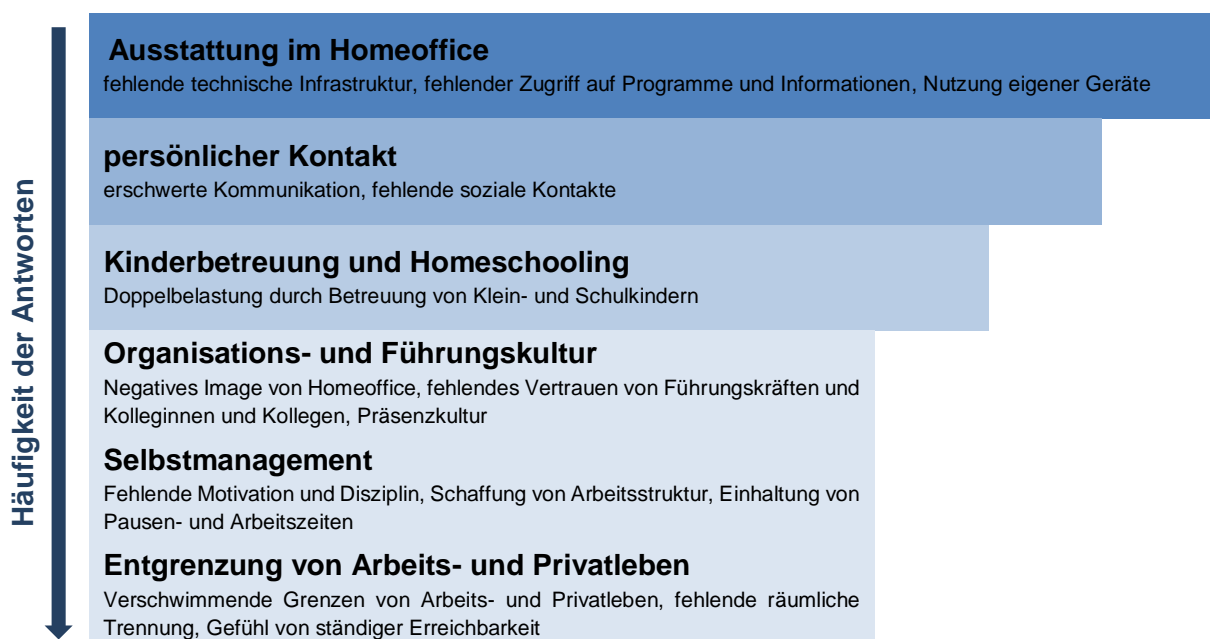 Häufigkeit der Antworten
Ausstattung im Homeoffice
fehlende technische Infrastruktur, fehlender Zugriff auf Programme und Informationen, Nutzung eigener Geräte
persönlicher Kontakt
erschwerte Kommunikation, fehlende soziale Kontakte
Kinderbetreuung und Homeschooling
Doppelbelastung durch Betreuung von Klein- und Schulkindern
Organisations- und Führungskultur
Negatives Image von Homeoffice, fehlendes Vertrauen von Führungskräften und
Kolleginnen und Kollegen, Präsenzkultur
Selbstmanagement
Fehlende Motivation und Disziplin, Schaffung von Arbeitsstruktur, Einhaltung von
Pausen- und Arbeitszeiten
Entgrenzung von Arbeits- und Privatleben
Verschwimmende Grenzen von Arbeits- und Privatleben, fehlende räumliche
Trennung, Gefühl von ständiger Erreichbarkeit